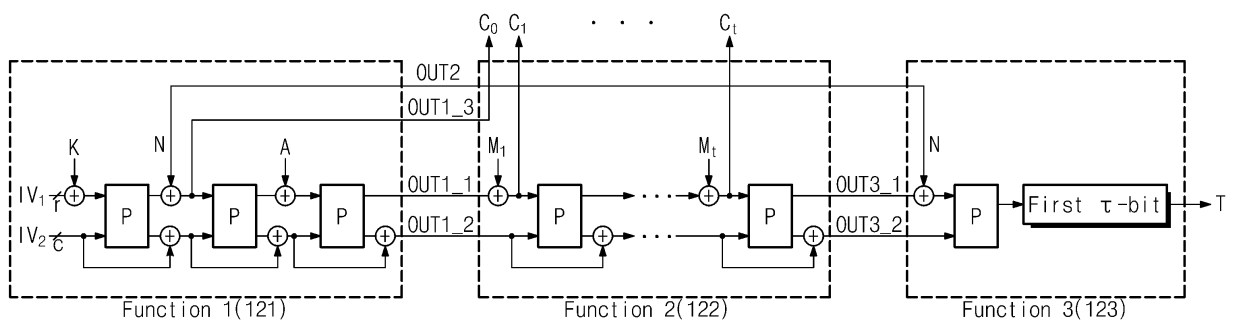 C₀ C₁ · · · Cₜ
OUT2
OUT1_3
K N A M₁ Mₜ N
IV₁ r P P P OUT1_1 P · · · P OUT3_1 P First τ-bit T
IV₂ c OUT1_2 · · · OUT3_2
Function 1(121) Function 2(122) Function 3(123)